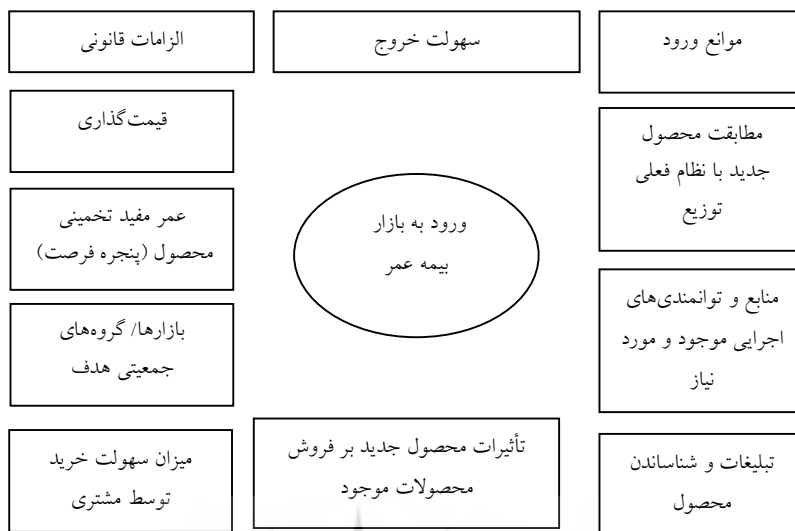 موانع ورود
سهولت خروج
الزامات قانونی
قیمت‌گذاری
مطابقت محصول
جدید با نظام فعلی
توزیع
عمر مفید تخمینی
محصول (پنجره فرصت)
ورود به بازار
بیمه عمر
منابع و توانمندی‌های
اجرایی موجود و مورد
نیاز
بازارها/ گروه‌های
جمعیتی هدف
تبلیغات و شناساندن
محصول
تأثیرات محصول جدید بر فروش
محصولات موجود
میزان سهولت خرید
توسط مشتری